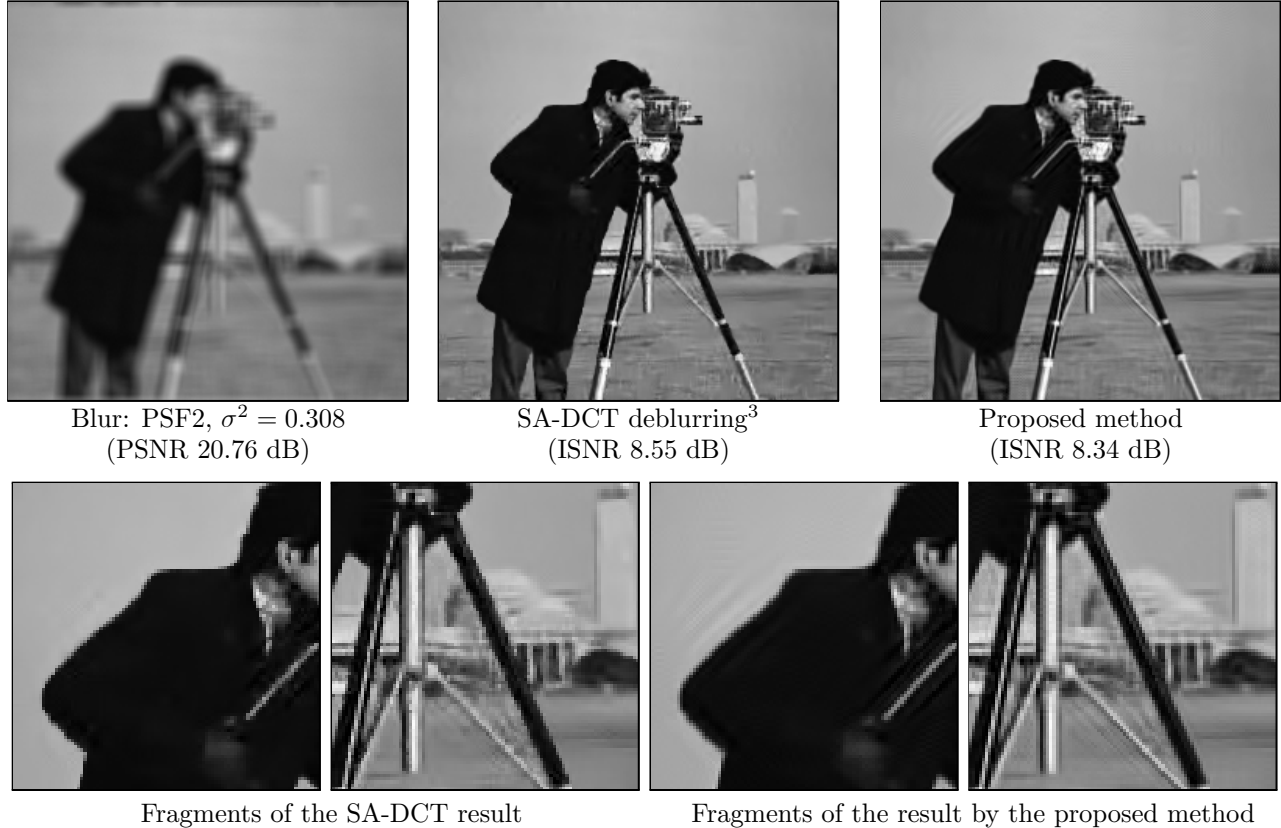 Blur: PSF2, σ² = 0.308
(PSNR 20.76 dB)
SA-DCT deblurring³
(ISNR 8.55 dB)
Proposed method
(ISNR 8.34 dB)
Fragments of the SA-DCT result
Fragments of the result by the proposed method